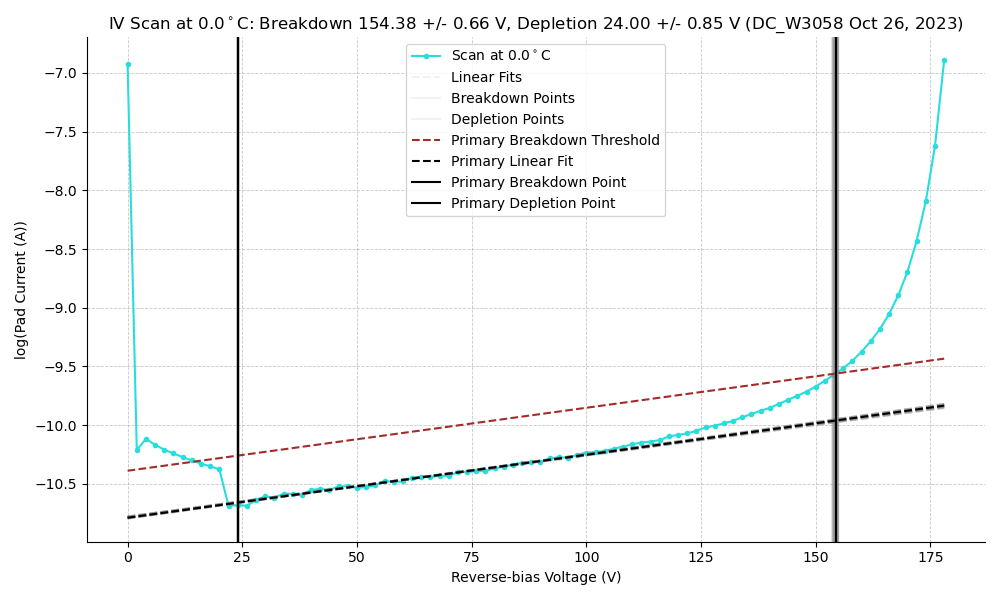 IV Scan at 0.0°C: Breakdown 154.38 +/- 0.66 V, Depletion 24.00 +/- 0.85 V (DC_W3058 Oct 26, 2023)
Scan at 0.0°C
Linear Fits
Breakdown Points
Depletion Points
Primary Breakdown Threshold
Primary Linear Fit
Primary Breakdown Point
Primary Depletion Point
log(Pad Current (A))
−7.0
−7.5
−8.0
−8.5
−9.0
−9.5
−10.0
−10.5
0
25
50
75
100
125
150
175
Reverse-bias Voltage (V)